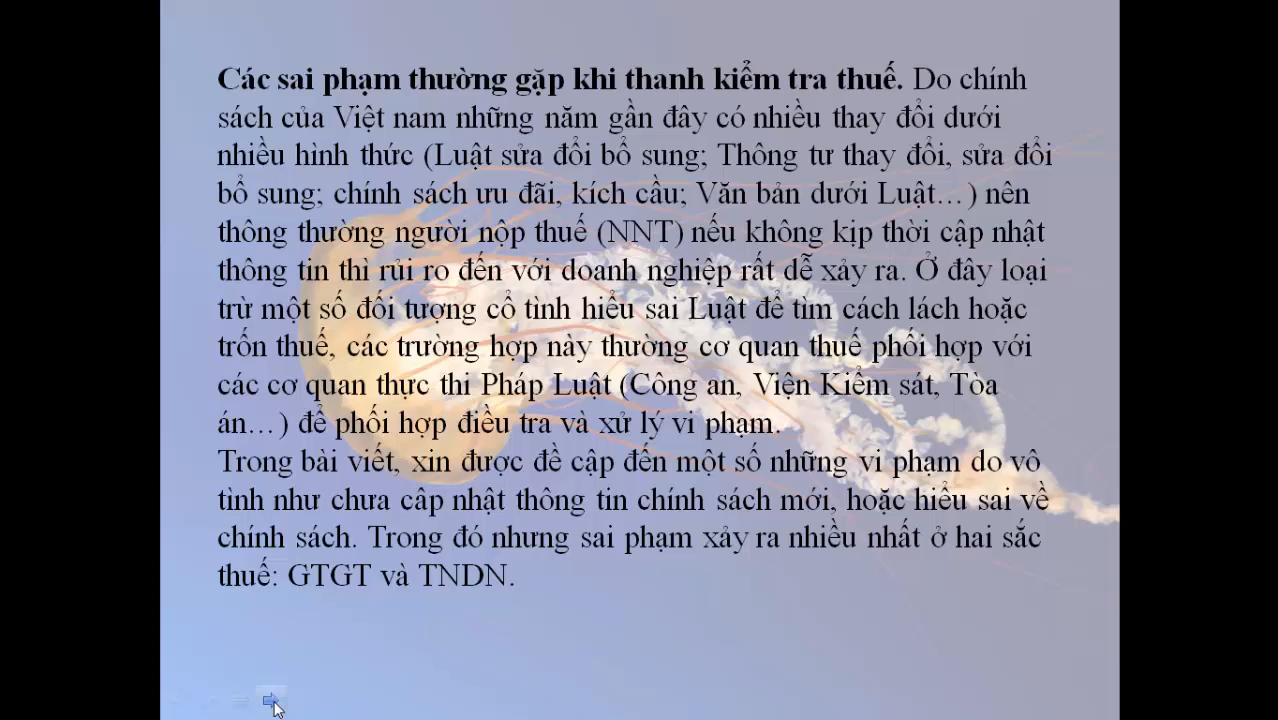 Các sai phạm thường gặp khi thanh kiểm tra thuế. Do chính
sách của Việt nam những năm gần đây có nhiều thay đổi dưới
nhiều hình thức (Luật sửa đổi bổ sung; Thông tư thay đổi, sửa đổi
bổ sung; chính sách ưu đãi, kích cầu; Văn bản dưới Luật…) nên
thông thường người nộp thuế (NNT) nếu không kịp thời cập nhật
thông tin thì rủi ro đến với doanh nghiệp rất dễ xảy ra. Ở đây loại
trừ một số đối tượng cổ tình hiểu sai Luật để tìm cách lách hoặc
trốn thuế, các trường hợp này thường cơ quan thuế phối hợp với
các cơ quan thực thi Pháp Luật (Công an, Viện Kiểm sát, Tòa
án…) để phối hợp điều tra và xử lý vi phạm.
Trong bài viết, xin được đề cập đến một số những vi phạm do vô
tình như chưa câp nhật thông tin chính sách mới, hoặc hiểu sai về
chính sách. Trong đó nhưng sai phạm xảy ra nhiều nhất ở hai sắc
thuế: GTGT và TNDN.